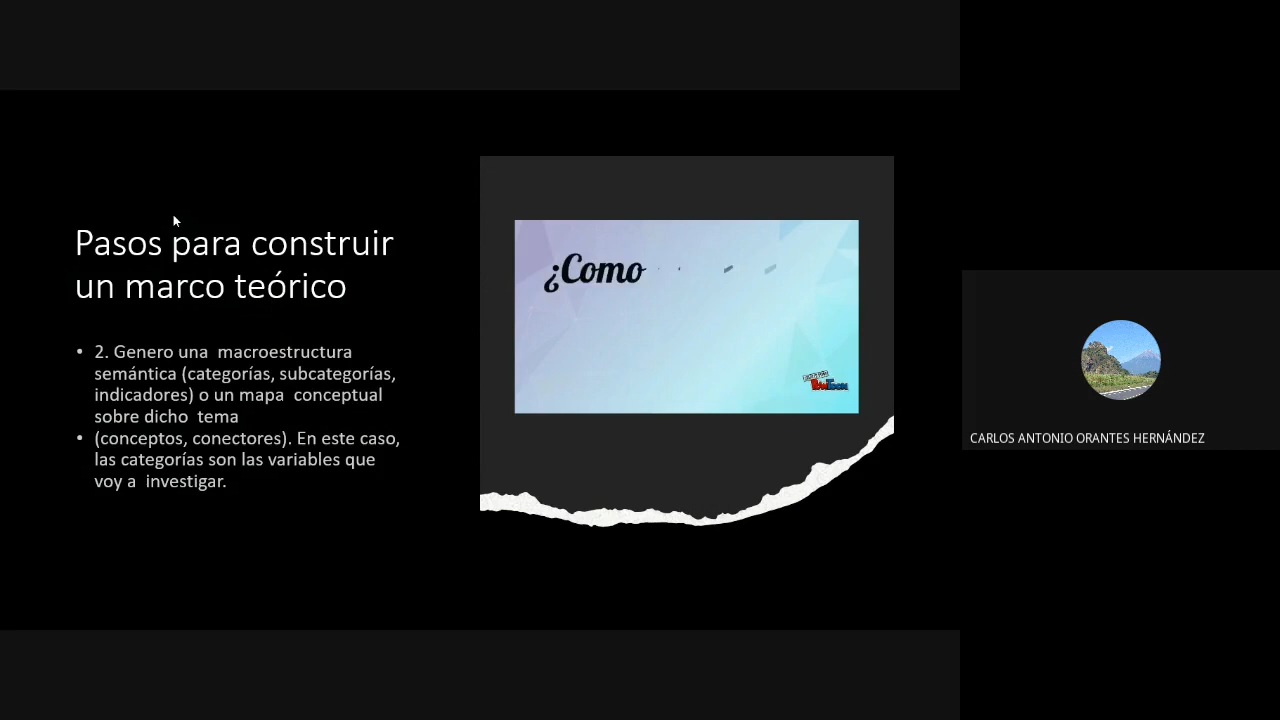 Pasos para construir
un marco teórico
• 2. Genero una macroestructura
semántica (categorías, subcategorías,
indicadores) o un mapa conceptual
sobre dicho tema
• (conceptos, conectores). En este caso,
las categorías son las variables que
voy a investigar.
¿Como
CARLOS ANTONIO ORANTES HERNÁNDEZ